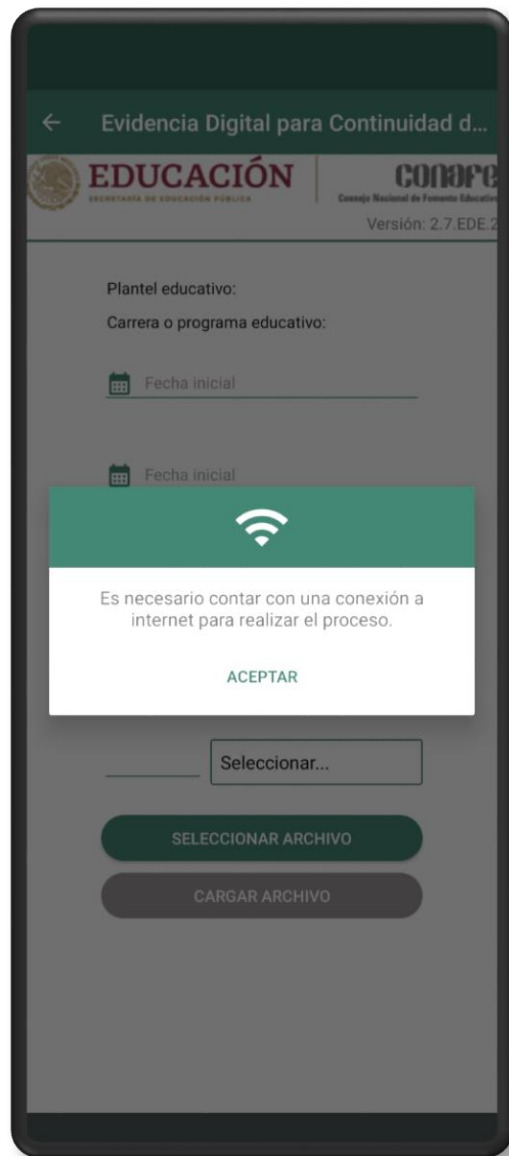 Evidencia Digital para Continuidad d...
EDUCACIÓN
SECRETARÍA DE EDUCACIÓN PÚBLICA
CONAFE
Consejo Nacional de Fomento Educativo
Versión: 2.7.EDE.2
Plantel educativo:
Carrera o programa educativo:
Fecha inicial
Fecha inicial
Es necesario contar con una conexión a
internet para realizar el proceso.
ACEPTAR
Seleccionar...
SELECCIONAR ARCHIVO
CARGAR ARCHIVO